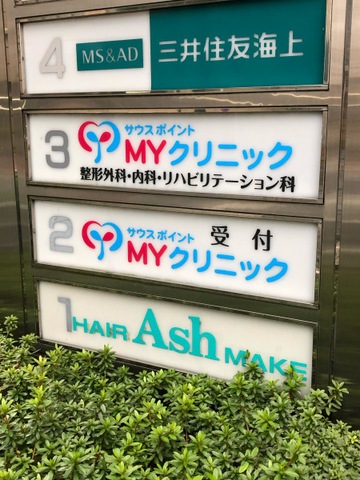 4 MS&AD 三井住友海上
3 サウスポイント
MYクリニック
整形外科・内科・リハビリテーション科
2 サウスポイント 受付
MYクリニック
1 HAIR Ash MAKE